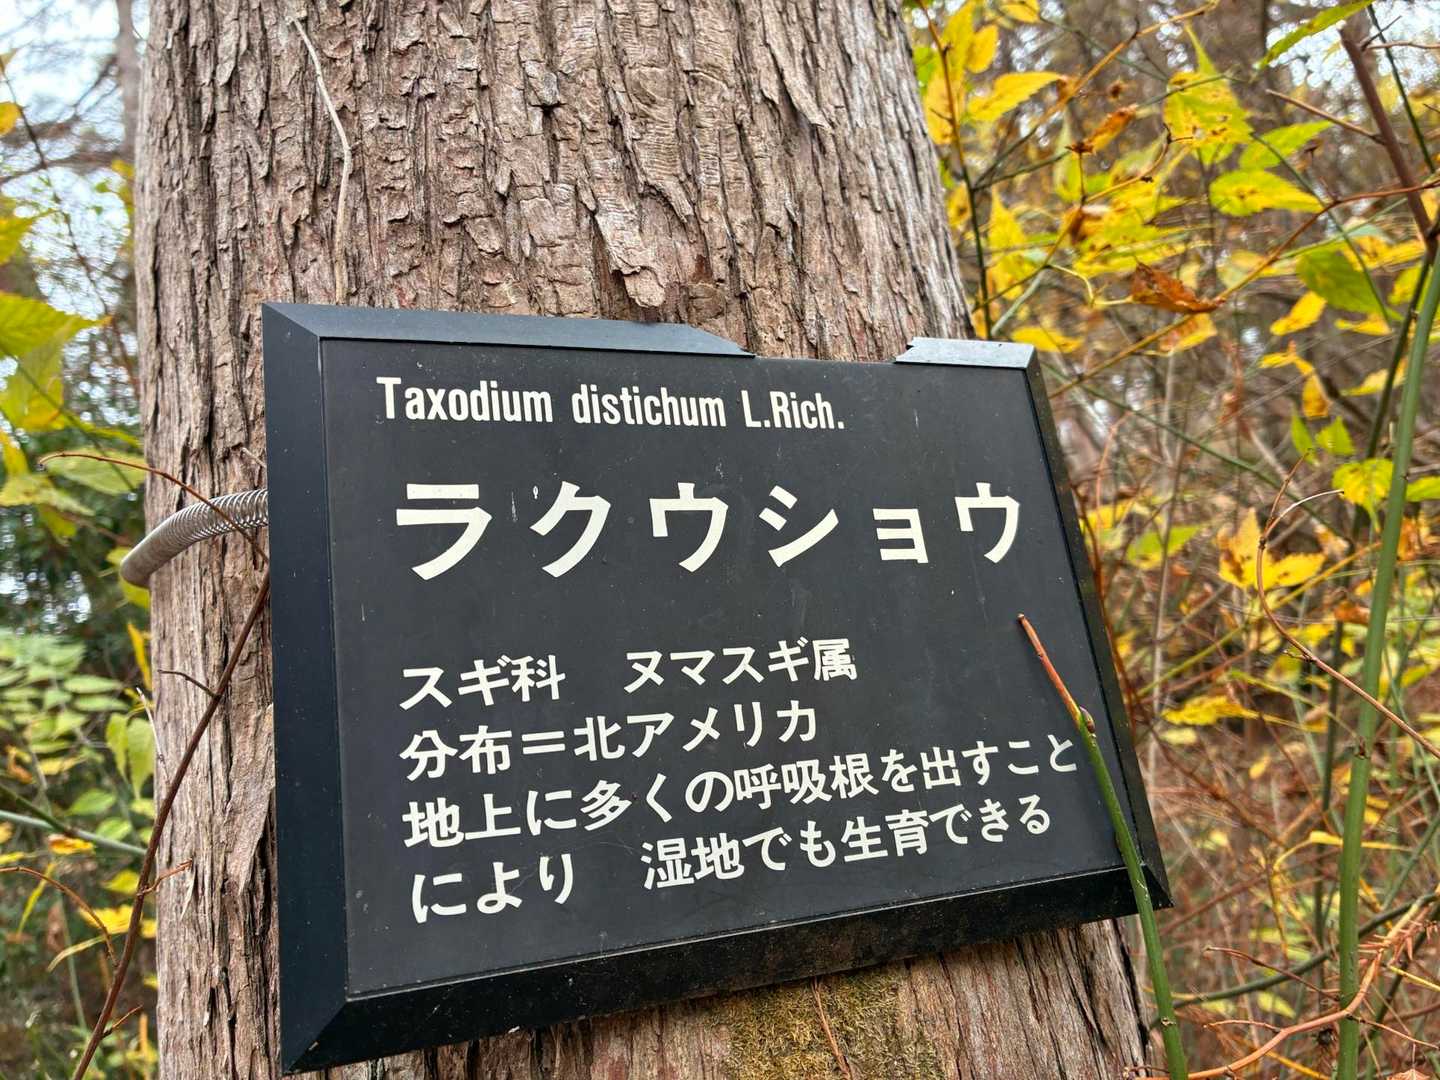 Taxodium distichum L.Rich.
ラクウショウ
スギ科　ヌマスギ属
分布＝北アメリカ
地上に多くの呼吸根を出すこと
により　湿地でも生育できる